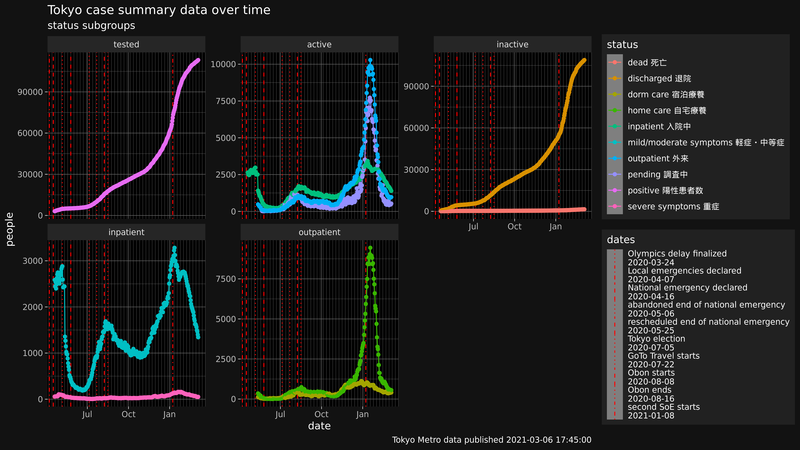 Tokyo case summary data over time
status subgroups
tested
active
inactive
90000
60000
30000
0
10000
7500
5000
2500
0
90000
60000
30000
0
Jul
Oct
Jan
people
inpatient
outpatient
3000
2000
1000
0
7500
5000
2500
0
Jul
Oct
Jan
Jul
Oct
Jan
date
status
dead 死亡
discharged 退院
dorm care 宿泊療養
home care 自宅療養
inpatient 入院中
mild/moderate symptoms 軽症・中等症
outpatient 外来
pending 調査中
positive 陽性患者数
severe symptoms 重症
dates
Olympics delay finalized
2020-03-24
Local emergencies declared
2020-04-07
National emergency declared
2020-04-16
abandoned end of national emergency
2020-05-06
rescheduled end of national emergency
2020-05-25
Tokyo election
2020-07-05
GoTo Travel starts
2020-07-22
Obon starts
2020-08-08
Obon ends
2020-08-16
second SoE starts
2021-01-08
Tokyo Metro data published 2021-03-06 17:45:00